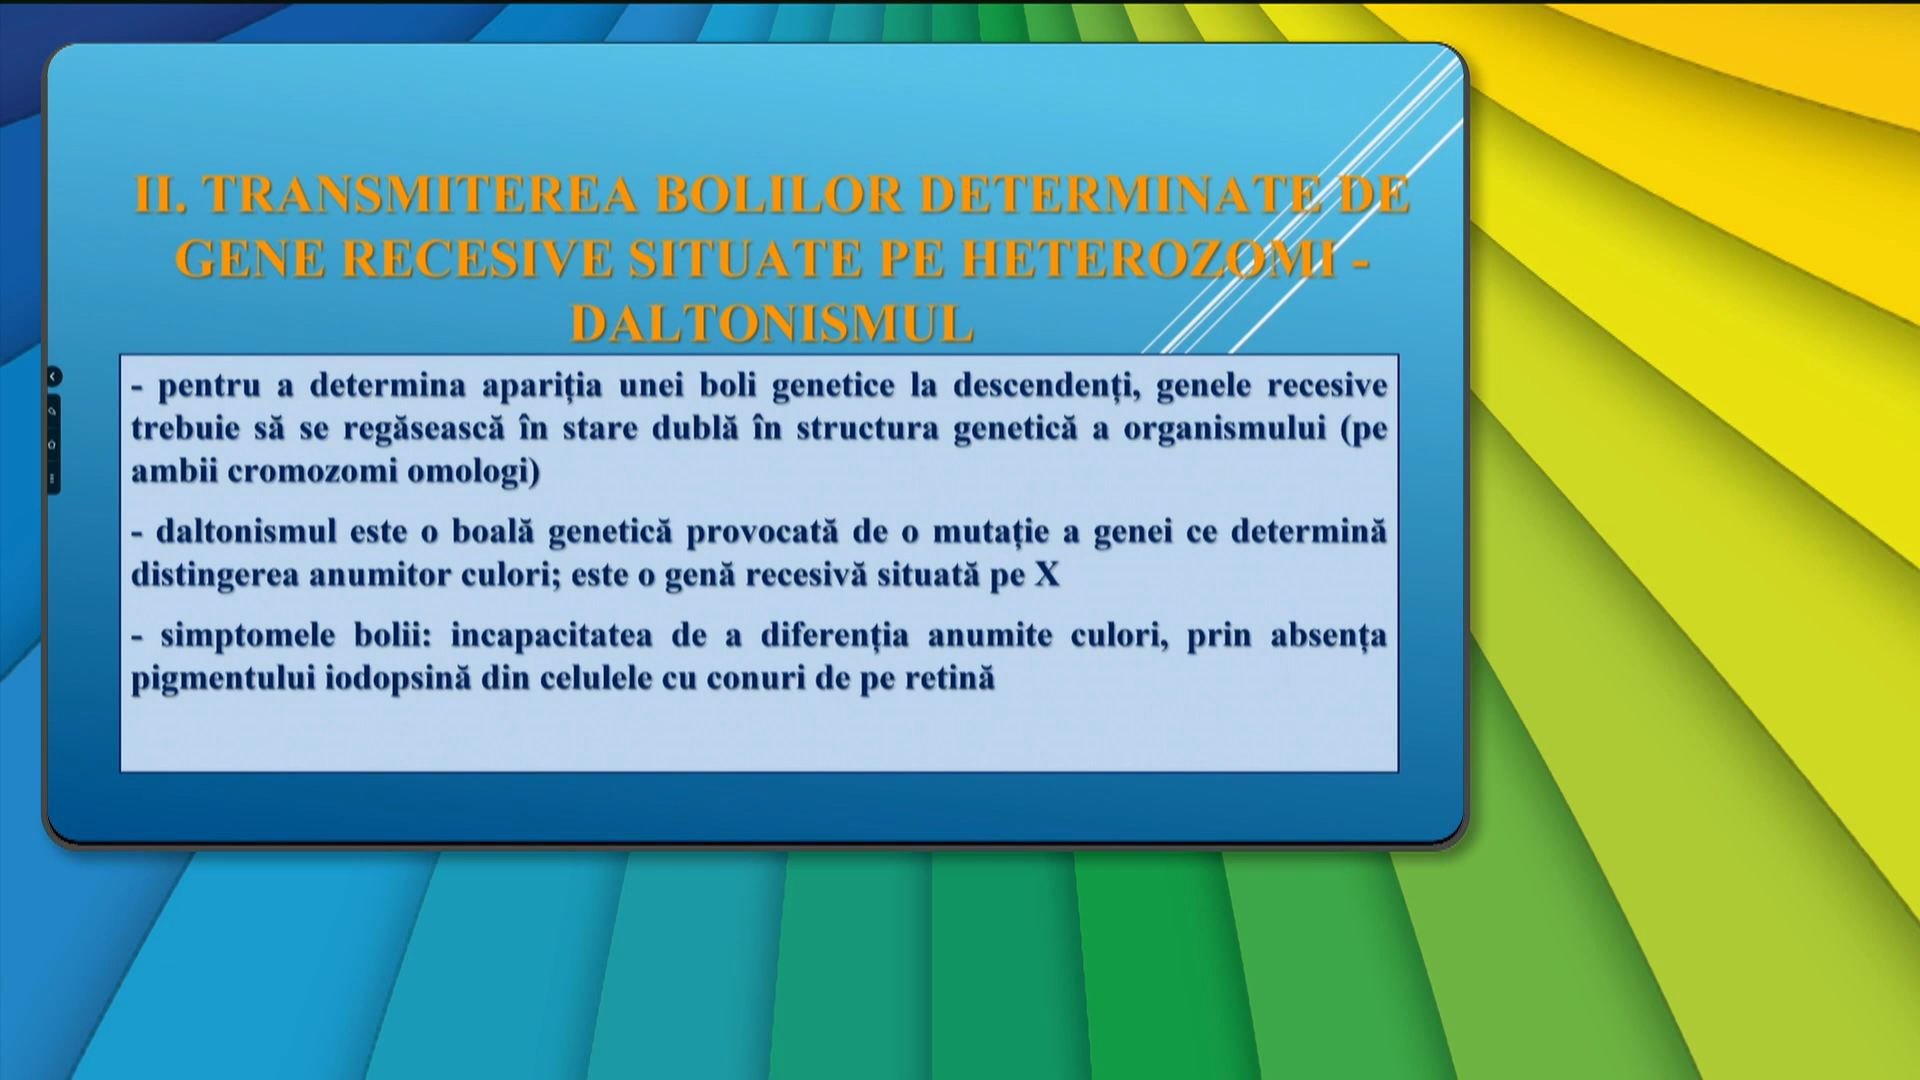 II. TRANSMITEREA BOLILOR DETERMINATE DE
GENE RECESIVE SITUATE PE HETEROZOMI -
DALTONISMUL
- pentru a determina apariția unei boli genetice la descendenți, genele recesive
trebuie să se regăsească în stare dublă în structura genetică a organismului (pe
ambii cromozomi omologi)
- daltonismul este o boală genetică provocată de o mutație a genei ce determină
distingerea anumitor culori; este o genă recesivă situată pe X
- simptomele bolii: incapacitatea de a diferenția anumite culori, prin absența
pigmentului iodopsină din celulele cu conuri de pe retină